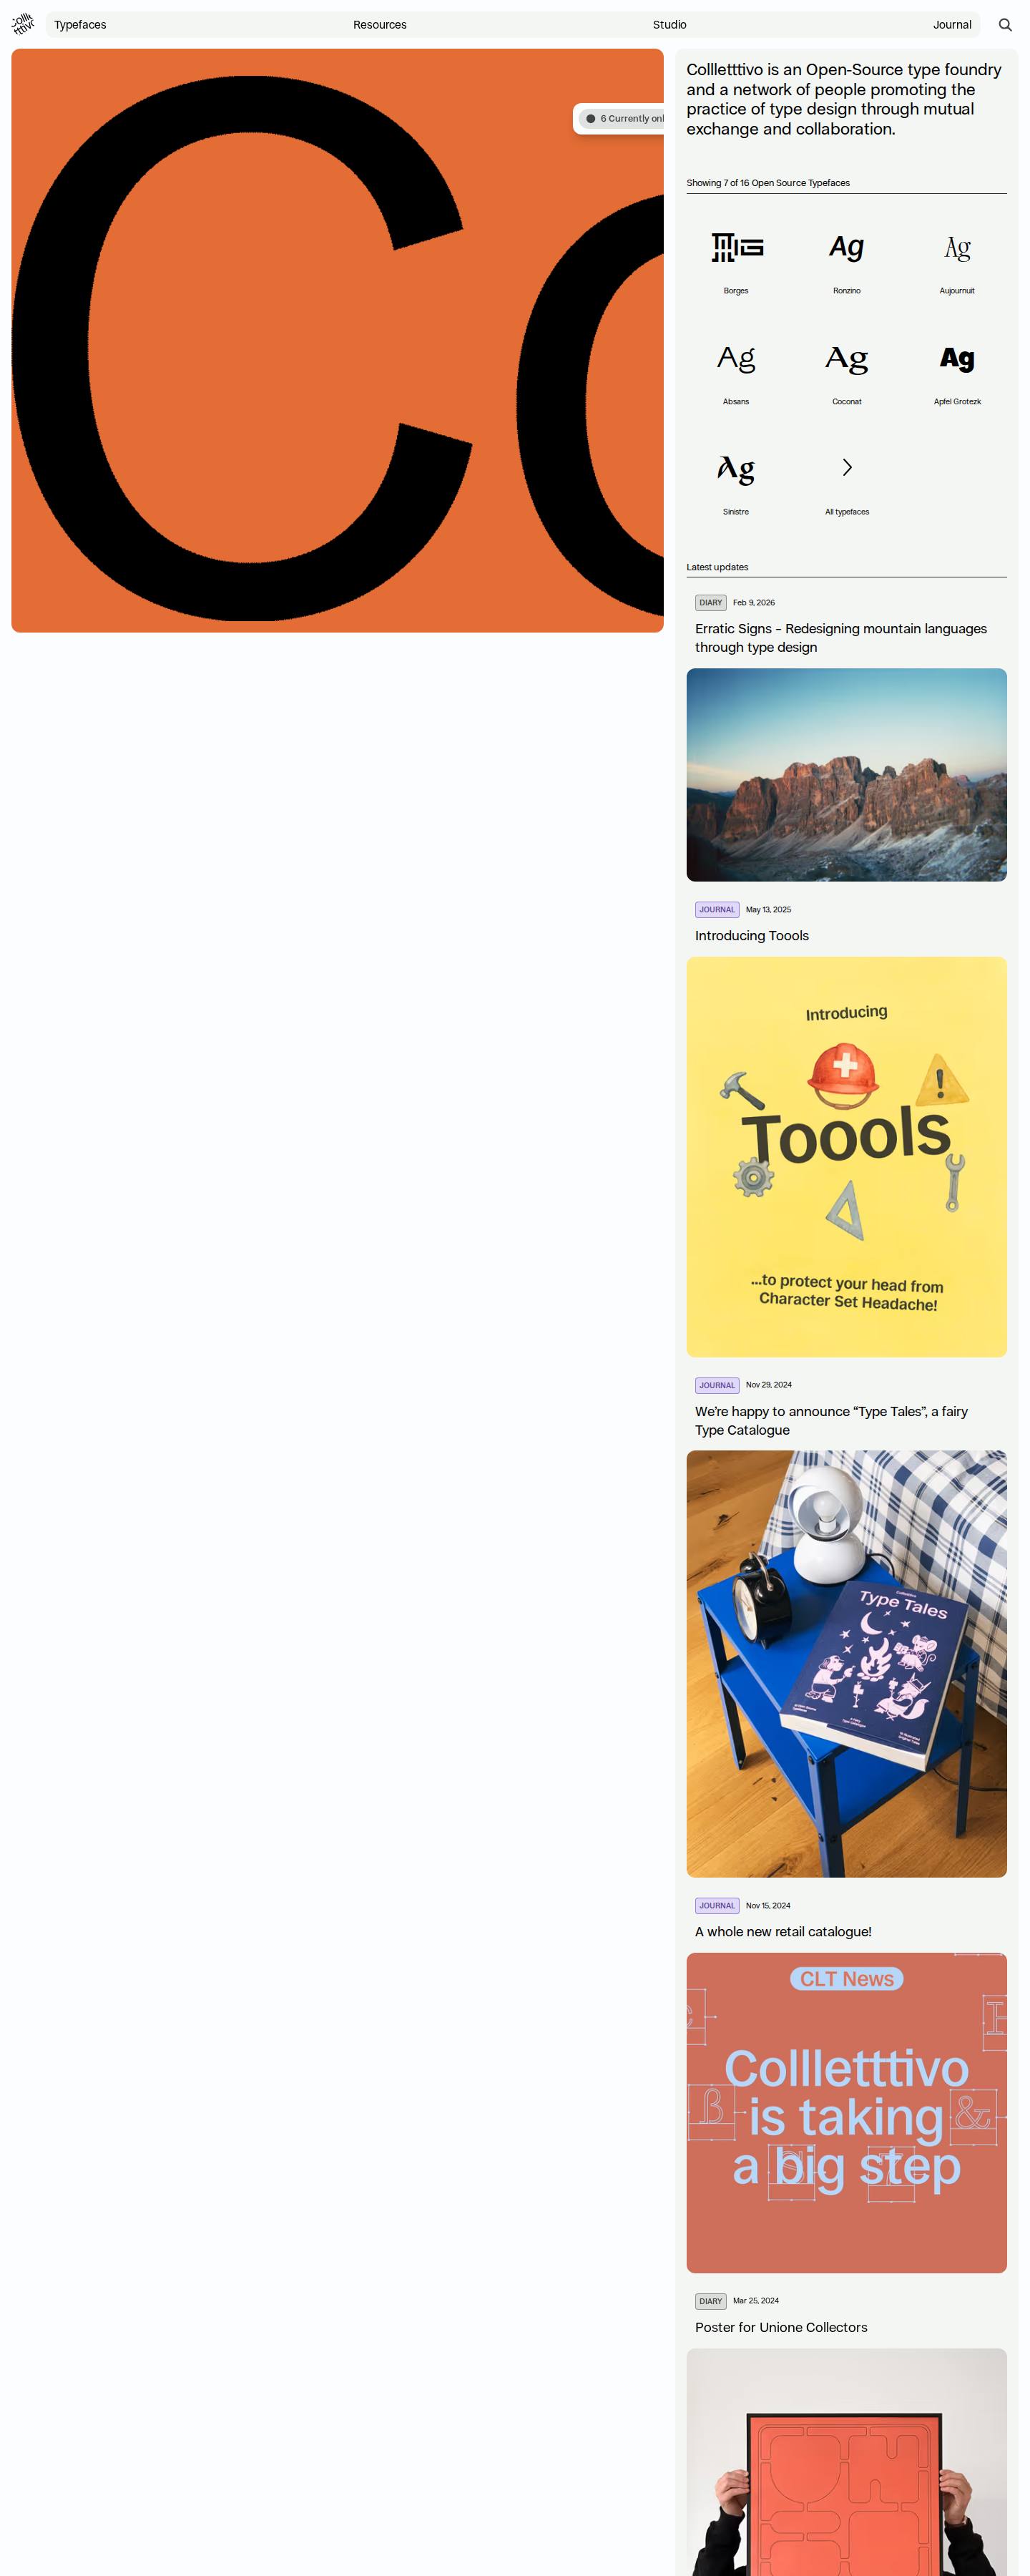 Collletttivo
Typefaces
Resources
Studio
Journal
Co
6 Currently onl
Collletttivo is an Open-Source type foundry
and a network of people promoting the
practice of type design through mutual
exchange and collaboration.
Showing 7 of 16 Open Source Typefaces
Ag
Ag
Ag
Borges
Ronzino
Aujournuit
Ag
Ag
Ag
Absans
Coconat
Apfel Grotezk
Ag
Sinistre
All typefaces
Latest updates
DIARY
Feb 9, 2026
Erratic Signs – Redesigning mountain languages
through type design
JOURNAL
May 13, 2025
Introducing Toools
Introducing
Toools
...to protect your head from
Character Set Headache!
JOURNAL
Nov 29, 2024
We’re happy to announce “Type Tales”, a fairy
Type Catalogue
Type Tales
JOURNAL
Nov 15, 2024
A whole new retail catalogue!
CLT News
Collletttivo
is taking
ß
&
a big step
DIARY
Mar 25, 2024
Poster for Unione Collectors